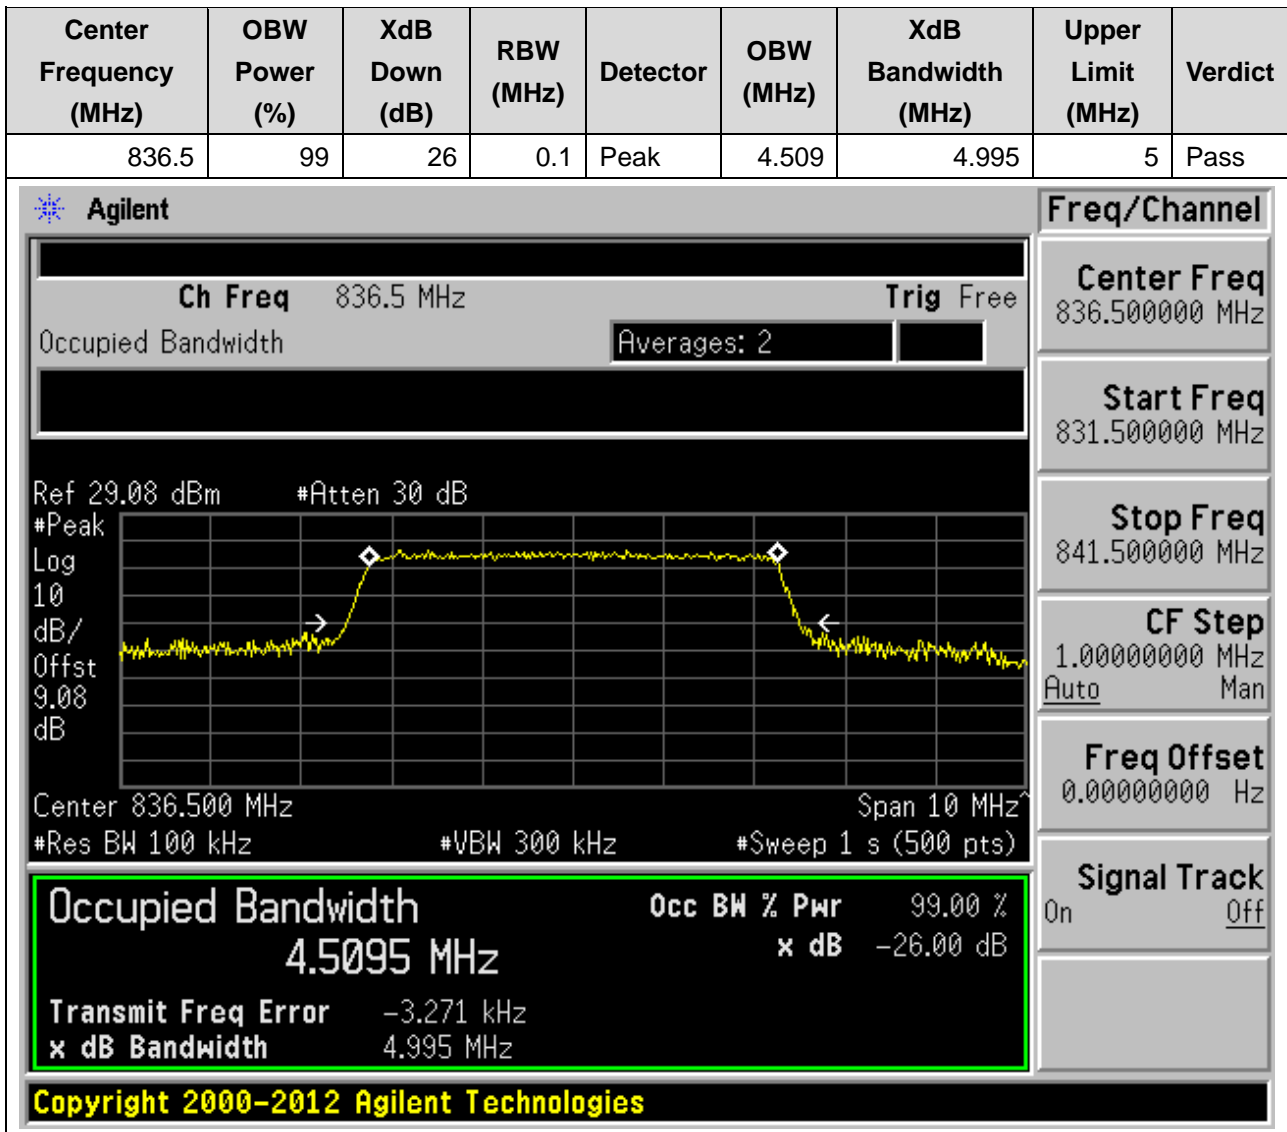 Center Frequency (MHz) OBW Power (%) XdB Down (dB) RBW (MHz) Detector OBW (MHz) XdB Bandwidth (MHz) Upper Limit (MHz) Verdict
836.5 99 26 0.1 Peak 4.509 4.995 5 Pass
Agilent
Freq/Channel
Ch Freq 836.5 MHz Trig Free
Occupied Bandwidth Averages: 2
Center Freq
836.500000 MHz
Start Freq
831.500000 MHz
Stop Freq
841.500000 MHz
CF Step
1.00000000 MHz
Auto Man
Freq Offset
0.00000000 Hz
Signal Track
On Off
Ref 29.08 dBm #Atten 30 dB
#Peak
Log
10
dB/
Offst
9.08
dB
Center 836.500 MHz Span 10 MHz^
#Res BW 100 kHz #VBW 300 kHz #Sweep 1 s (500 pts)
Occupied Bandwidth Occ BW % Pwr 99.00 %
4.5095 MHz x dB -26.00 dB
Transmit Freq Error -3.271 kHz
x dB Bandwidth 4.995 MHz
Copyright 2000-2012 Agilent Technologies